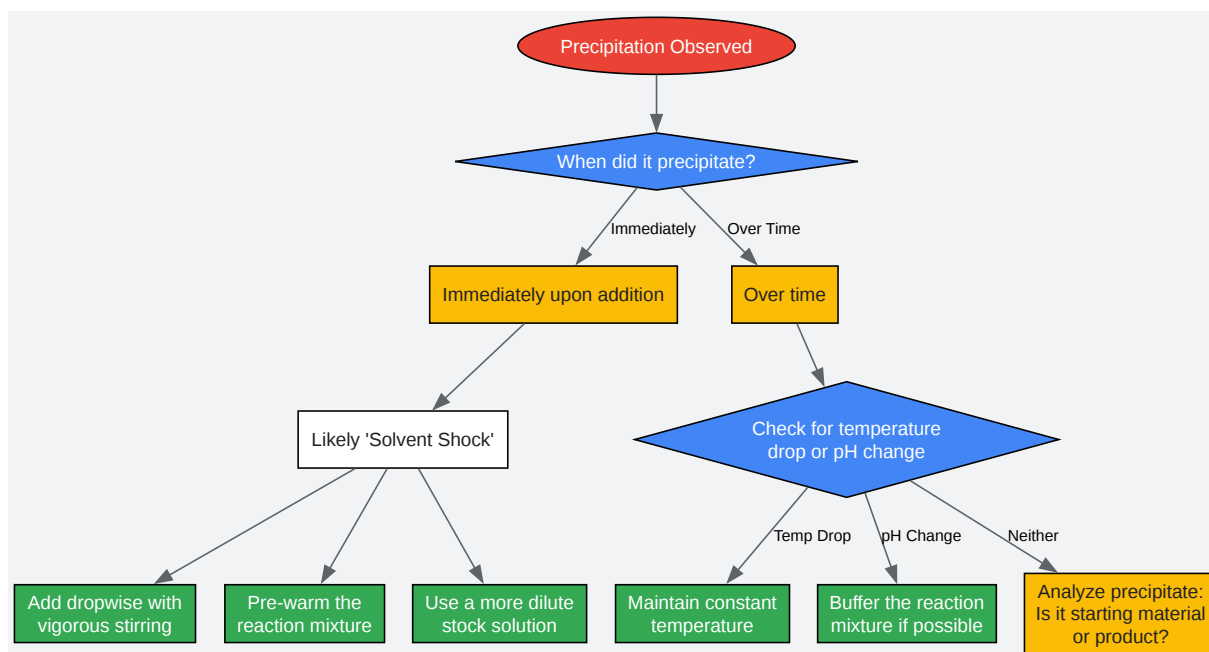 Precipitation Observed
When did it precipitate?
Immediately
Over Time
Immediately upon addition
Over time
Likely 'Solvent Shock'
Check for temperature
drop or pH change
Temp Drop
pH Change
Neither
Add dropwise with
vigorous stirring
Pre-warm the
reaction mixture
Use a more dilute
stock solution
Maintain constant
temperature
Buffer the reaction
mixture if possible
Analyze precipitate:
Is it starting material
or product?